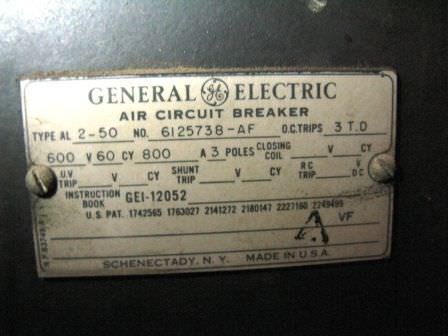 GENERAL GE ELECTRIC
AIR CIRCUIT BREAKER
TYPE AL 2-50 NO. 6125738-AF O.C. TRIPS 3 T.D
600 V 60 CY 800 A 3 POLES CLOSING COIL V CY
U.V TRIP V CY SHUNT TRIP V CY R C TRIP V D C
INSTRUCTION BOOK GEI-12052
U.S. PAT. 1742565 1763027 2141272 2180147 2227160 2249499
VF
SCHENECTADY, N. Y. MADE IN U.S.A.